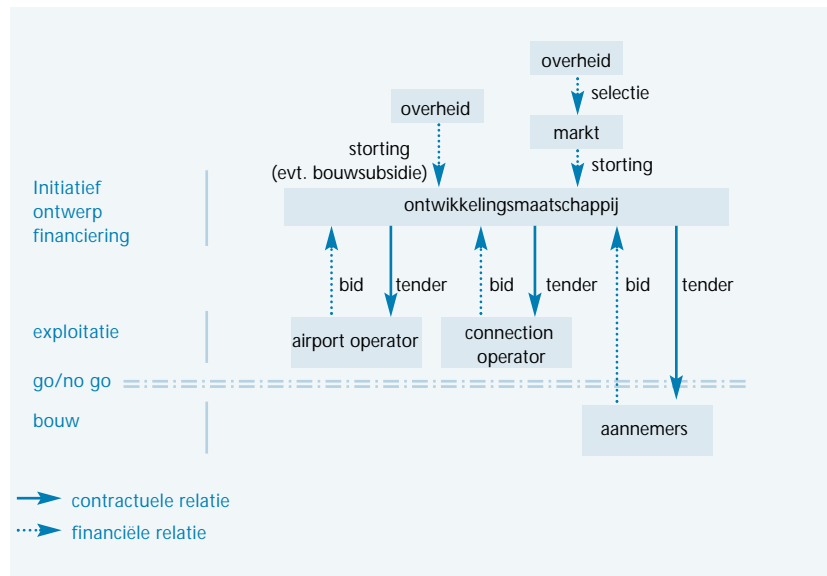 overheid
selectie
overheid
markt
storting
(evt. bouwsubsidie)
storting
Initiatief
ontwerp
financiering
ontwikkelingsmaatschappij
bid
tender
bid
tender
bid
tender
exploitatie
airport operator
connection
operator
go/no go
bouw
aannemers
contractuele relatie
financiële relatie